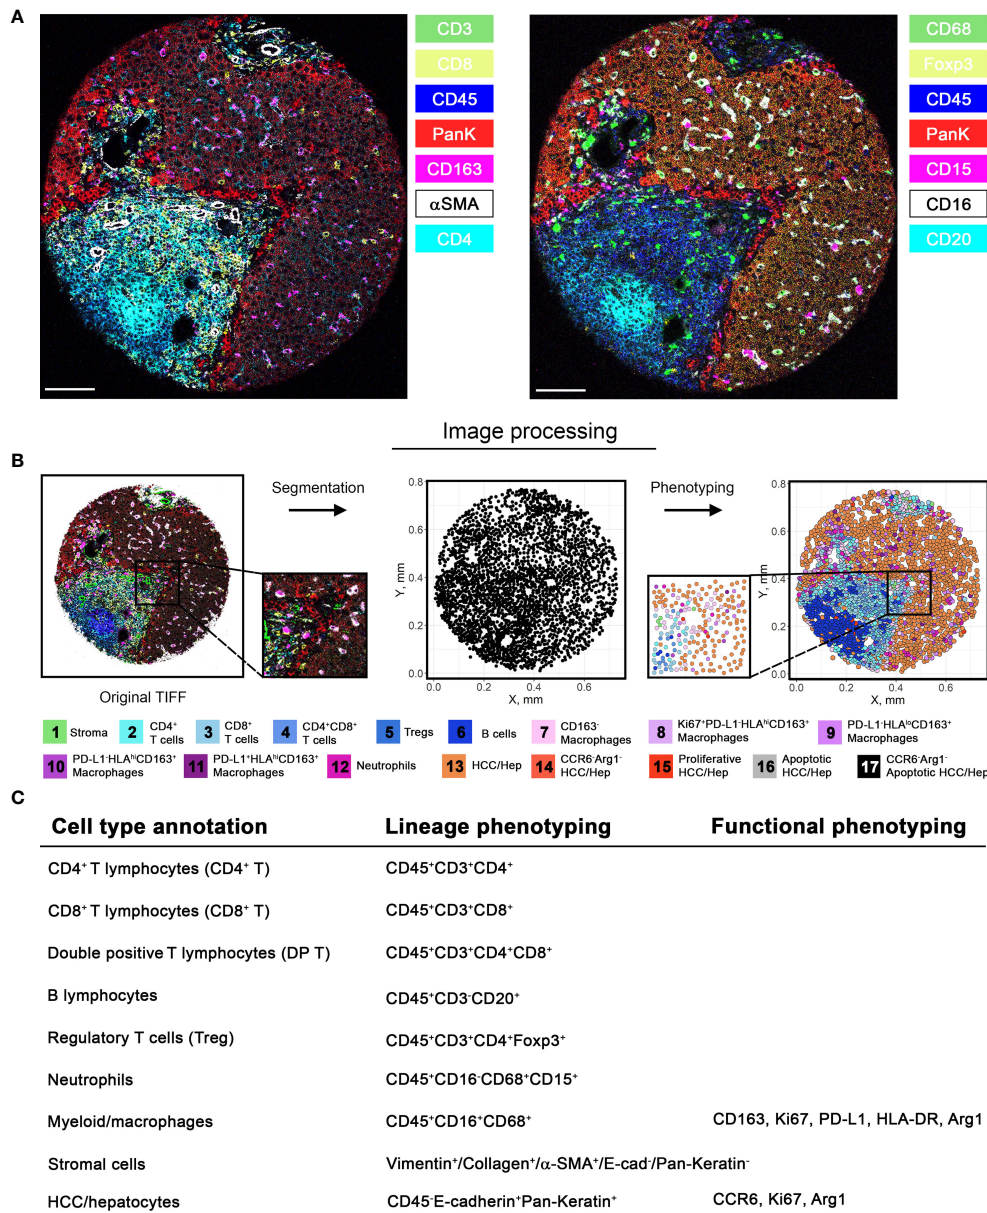 A
CD3
CD8
CD45
PanK
CD163
αSMA
CD4
CD68
Foxp3
CD45
PanK
CD15
CD16
CD20
Image processing
B
Segmentation
Phenotyping
Original TIFF
0.8
0.6
0.4
0.2
0.0
Y, mm
0.0 0.2 0.4 0.6
X, mm
0.8
0.6
0.4
0.2
0.0
Y, mm
0.0 0.2 0.4 0.6
X, mm
1 Stroma
2 CD4⁺ T cells
3 CD8⁺ T cells
4 CD4⁺CD8⁺ T cells
5 Tregs
6 B cells
7 CD163⁻ Macrophages
8 Ki67⁺PD-L1⁻HLAʰⁱCD163⁺ Macrophages
9 PD-L1⁻HLAˡᵒCD163⁺ Macrophages
10 PD-L1⁻HLAʰⁱCD163⁺ Macrophages
11 PD-L1⁺HLAʰⁱCD163⁺ Macrophages
12 Neutrophils
13 HCC/Hep
14 CCR6⁻Arg1⁻ HCC/Hep
15 Proliferative HCC/Hep
16 Apoptotic HCC/Hep
17 CCR6⁻Arg1⁻ Apoptotic HCC/Hep
C
Cell type annotation Lineage phenotyping Functional phenotyping
CD4⁺ T lymphocytes (CD4⁺ T) CD45⁺CD3⁺CD4⁺
CD8⁺ T lymphocytes (CD8⁺ T) CD45⁺CD3⁺CD8⁺
Double positive T lymphocytes (DP T) CD45⁺CD3⁺CD4⁺CD8⁺
B lymphocytes CD45⁺CD3⁻CD20⁺
Regulatory T cells (Treg) CD45⁺CD3⁺CD4⁺Foxp3⁺
Neutrophils CD45⁺CD16⁻CD68⁺CD15⁺
Myeloid/macrophages CD45⁺CD16⁺CD68⁺ CD163, Ki67, PD-L1, HLA-DR, Arg1
Stromal cells Vimentin⁺/Collagen⁺/α-SMA⁺/E-cad⁻/Pan-Keratin⁻
HCC/hepatocytes CD45⁻E-cadherin⁺Pan-Keratin⁺ CCR6, Ki67, Arg1